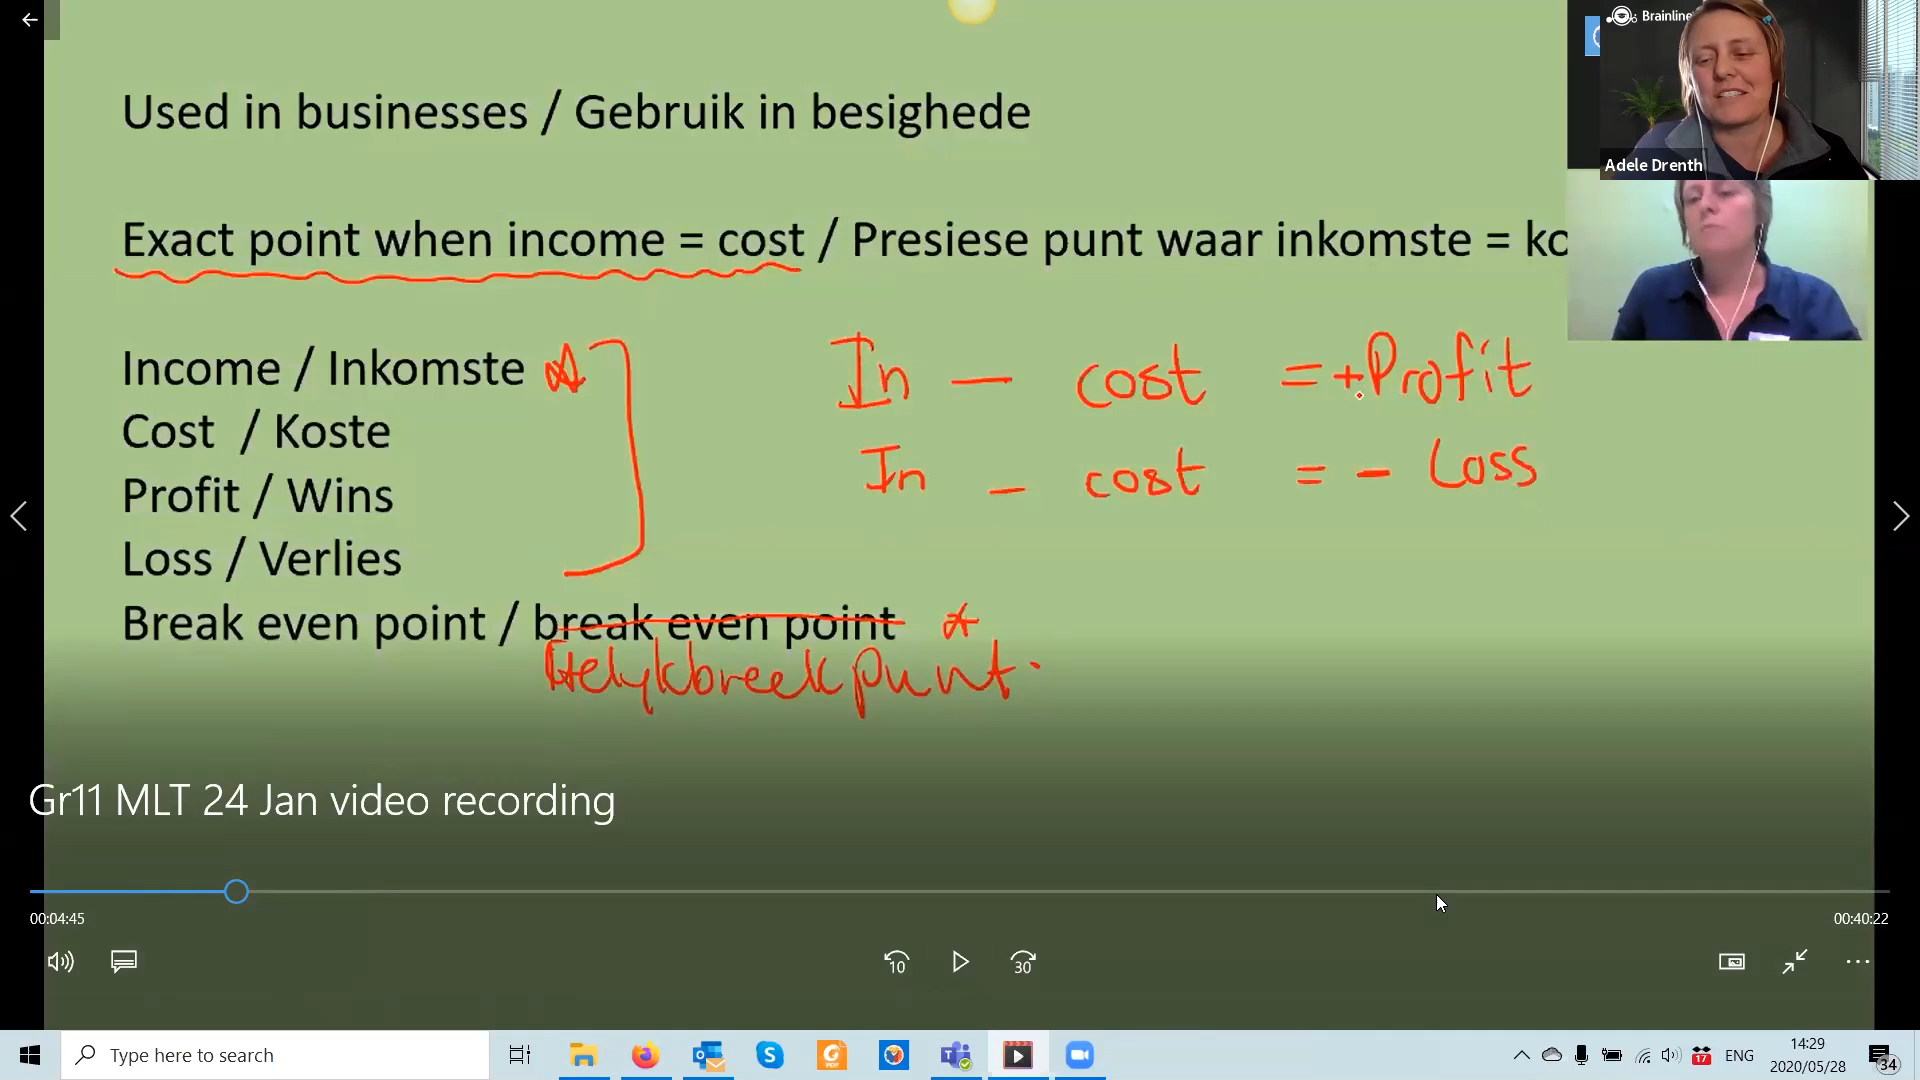 Brainline
Adele Drenth
Used in businesses / Gebruik in besighede
Exact point when income = cost / Presiese punt waar inkomste = ko
Income / Inkomste
In — cost = +Profit
Cost / Koste
In – cost = – Loss
Profit / Wins
Loss / Verlies
Break even point / break even point *
Gelykbreekpunt.
Gr11 MLT 24 Jan video recording
00:04:45
00:40:22
10
30
Type here to search
PDF
17
ENG
14:29
2020/05/28
34